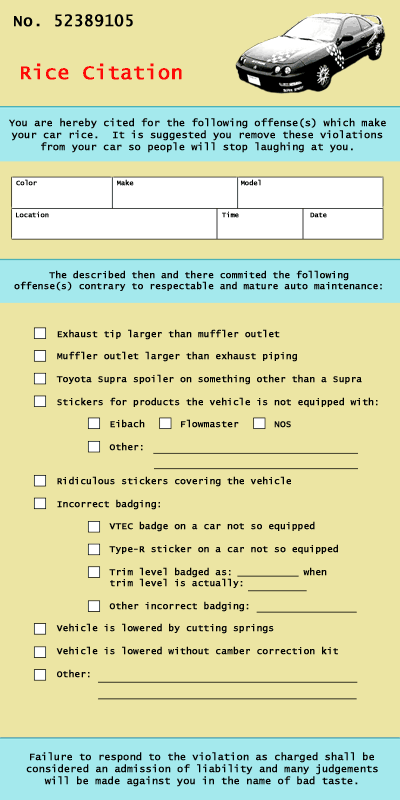 No. 52389105
Rice Citation
You are hereby cited for the following offense(s) which make
your car rice. It is suggested you remove these violations
from your car so people will stop laughing at you.
Color Make Model
Location Time Date
The described then and there commited the following
offense(s) contrary to respectable and mature auto maintenance:
Exhaust tip larger than muffler outlet
Muffler outlet larger than exhaust piping
Toyota Supra spoiler on something other than a Supra
Stickers for products the vehicle is not equipped with:
Eibach Flowmaster NOS
Other:
Ridiculous stickers covering the vehicle
Incorrect badging:
VTEC badge on a car not so equipped
Type-R sticker on a car not so equipped
Trim level badged as: when
trim level is actually:
Other incorrect badging:
Vehicle is lowered by cutting springs
Vehicle is lowered without camber correction kit
Other:
Failure to respond to the violation as charged shall be
considered an admission of liability and many judgements
will be made against you in the name of bad taste.